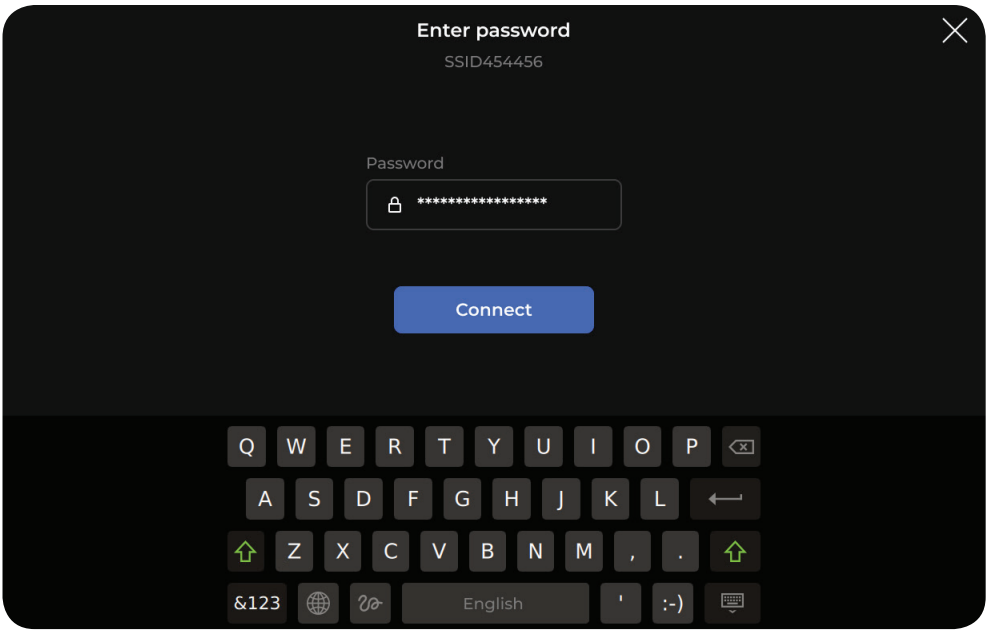 Enter password
SSID454456
Password
*****************
Connect
Q W E R T Y U I O P
A S D F G H J K L
Z X C V B N M , .
&123 English ' :-)